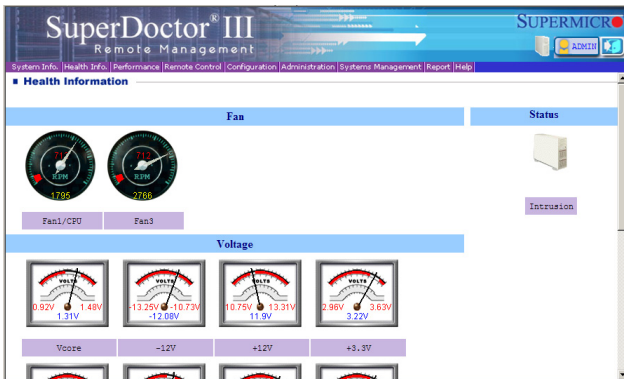 SuperDoctor® III
Remote Management
SUPERMICR
ADMIN
System Info. |Health Info. |Performance|Remote Control |Configuration|Administration|Systems Management|Report |Help|
Health Information
Fan
Status
712
RPM
1795
712
RPM
2766
Intrusion
Fan1/CPU
Fan3
Voltage
VOLTS
0.92V
1.48V
1.31V
VOLTS
-13.25V
-10.73V
-12.08V
VOLTS
10.75V
13.31V
11.9V
VOLTS
2.96V
3.63V
3.22V
Vcore
-12V
+12V
+3.3V